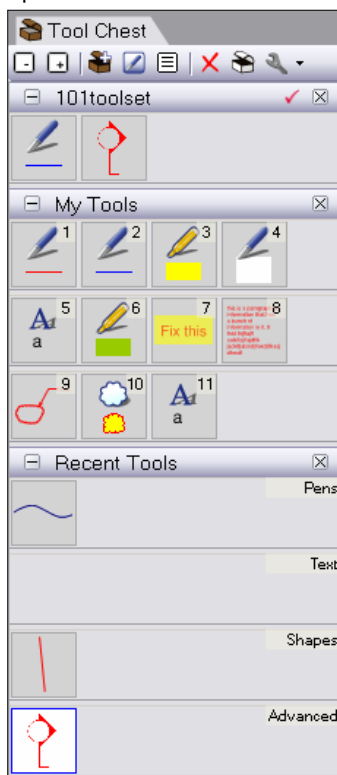 Tool Chest
101toolset
My Tools
1 2 3 4
A a 5 6 7 Fix this 8
9 10 A a 11
Recent Tools
Pens
Text
Shapes
Advanced